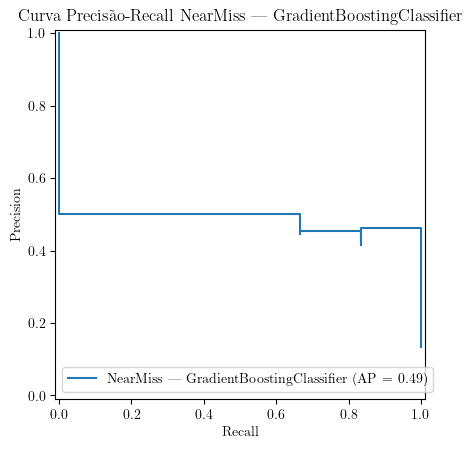 Curva Precisão-Recall NearMiss — GradientBoostingClassifier
1.0
0.8
0.6
0.4
0.2
0.0
Precision
NearMiss — GradientBoostingClassifier (AP = 0.49)
0.0 0.2 0.4 0.6 0.8 1.0
Recall